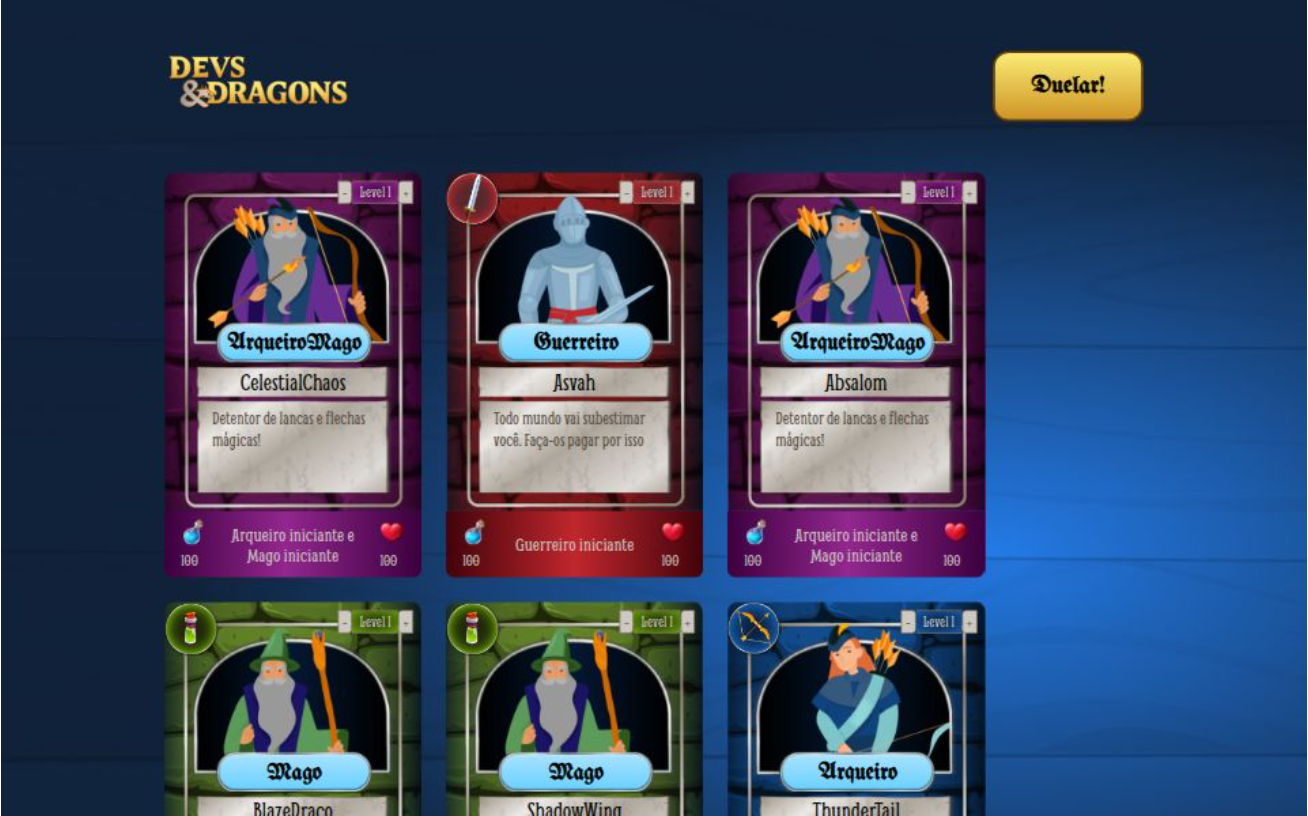 DEVS
&DRAGONS
Duelar!
- Level 1 +
ArqueiroMago
CelestialChaos
Detentor de lancas e flechas
mágicas!
100
Arqueiro iniciante e
Mago iniciante
100
- Level 1 +
Guerreiro
Asvah
Todo mundo vai subestimar
você. Faça-os pagar por isso
100
Guerreiro iniciante
100
- Level 1 +
ArqueiroMago
Absalom
Detentor de lancas e flechas
mágicas!
100
Arqueiro iniciante e
Mago iniciante
100
- Level 1 +
Mago
BlazeDraco
- Level 1 +
Mago
ShadowWing
- Level 1 +
Arqueiro
ThunderTail